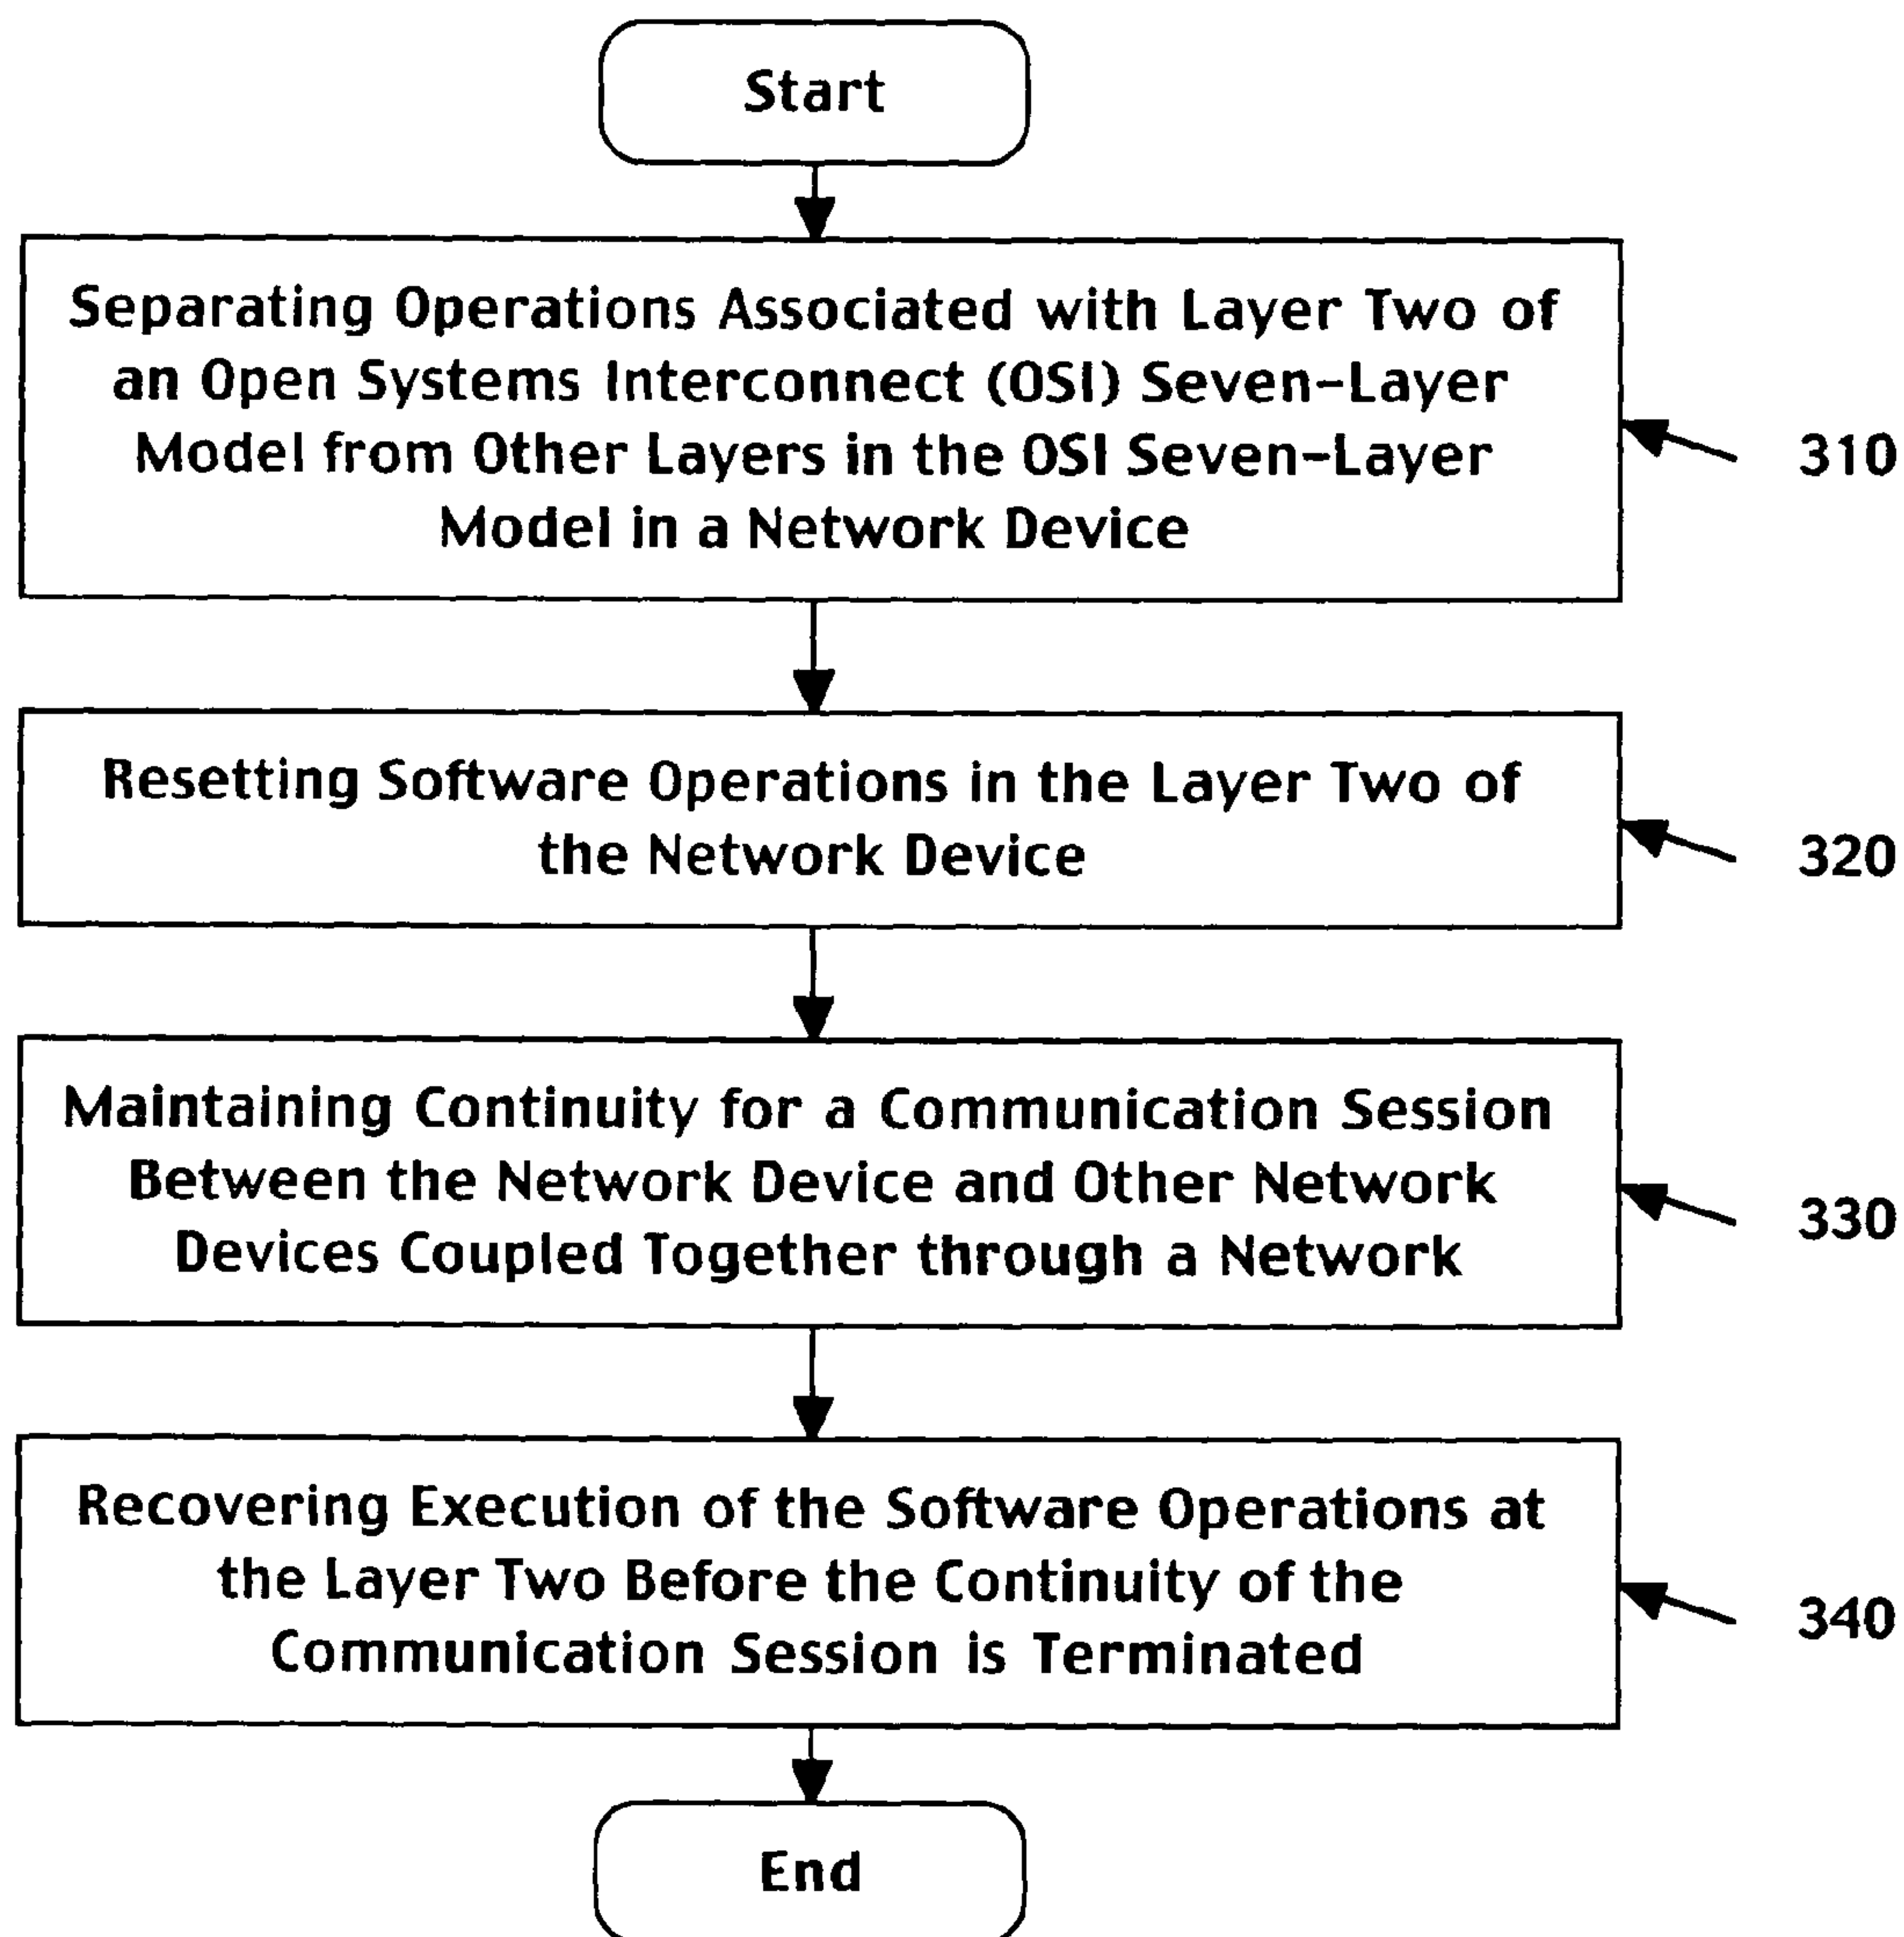 Start
Separating Operations Associated with Layer Two of
an Open Systems Interconnect (OSI) Seven-Layer
Model from Other Layers in the OSI Seven-Layer
Model in a Network Device
310
Resetting Software Operations in the Layer Two of
the Network Device
320
Maintaining Continuity for a Communication Session
Between the Network Device and Other Network
Devices Coupled Together through a Network
330
Recovering Execution of the Software Operations at
the Layer Two Before the Continuity of the
Communication Session is Terminated
340
End